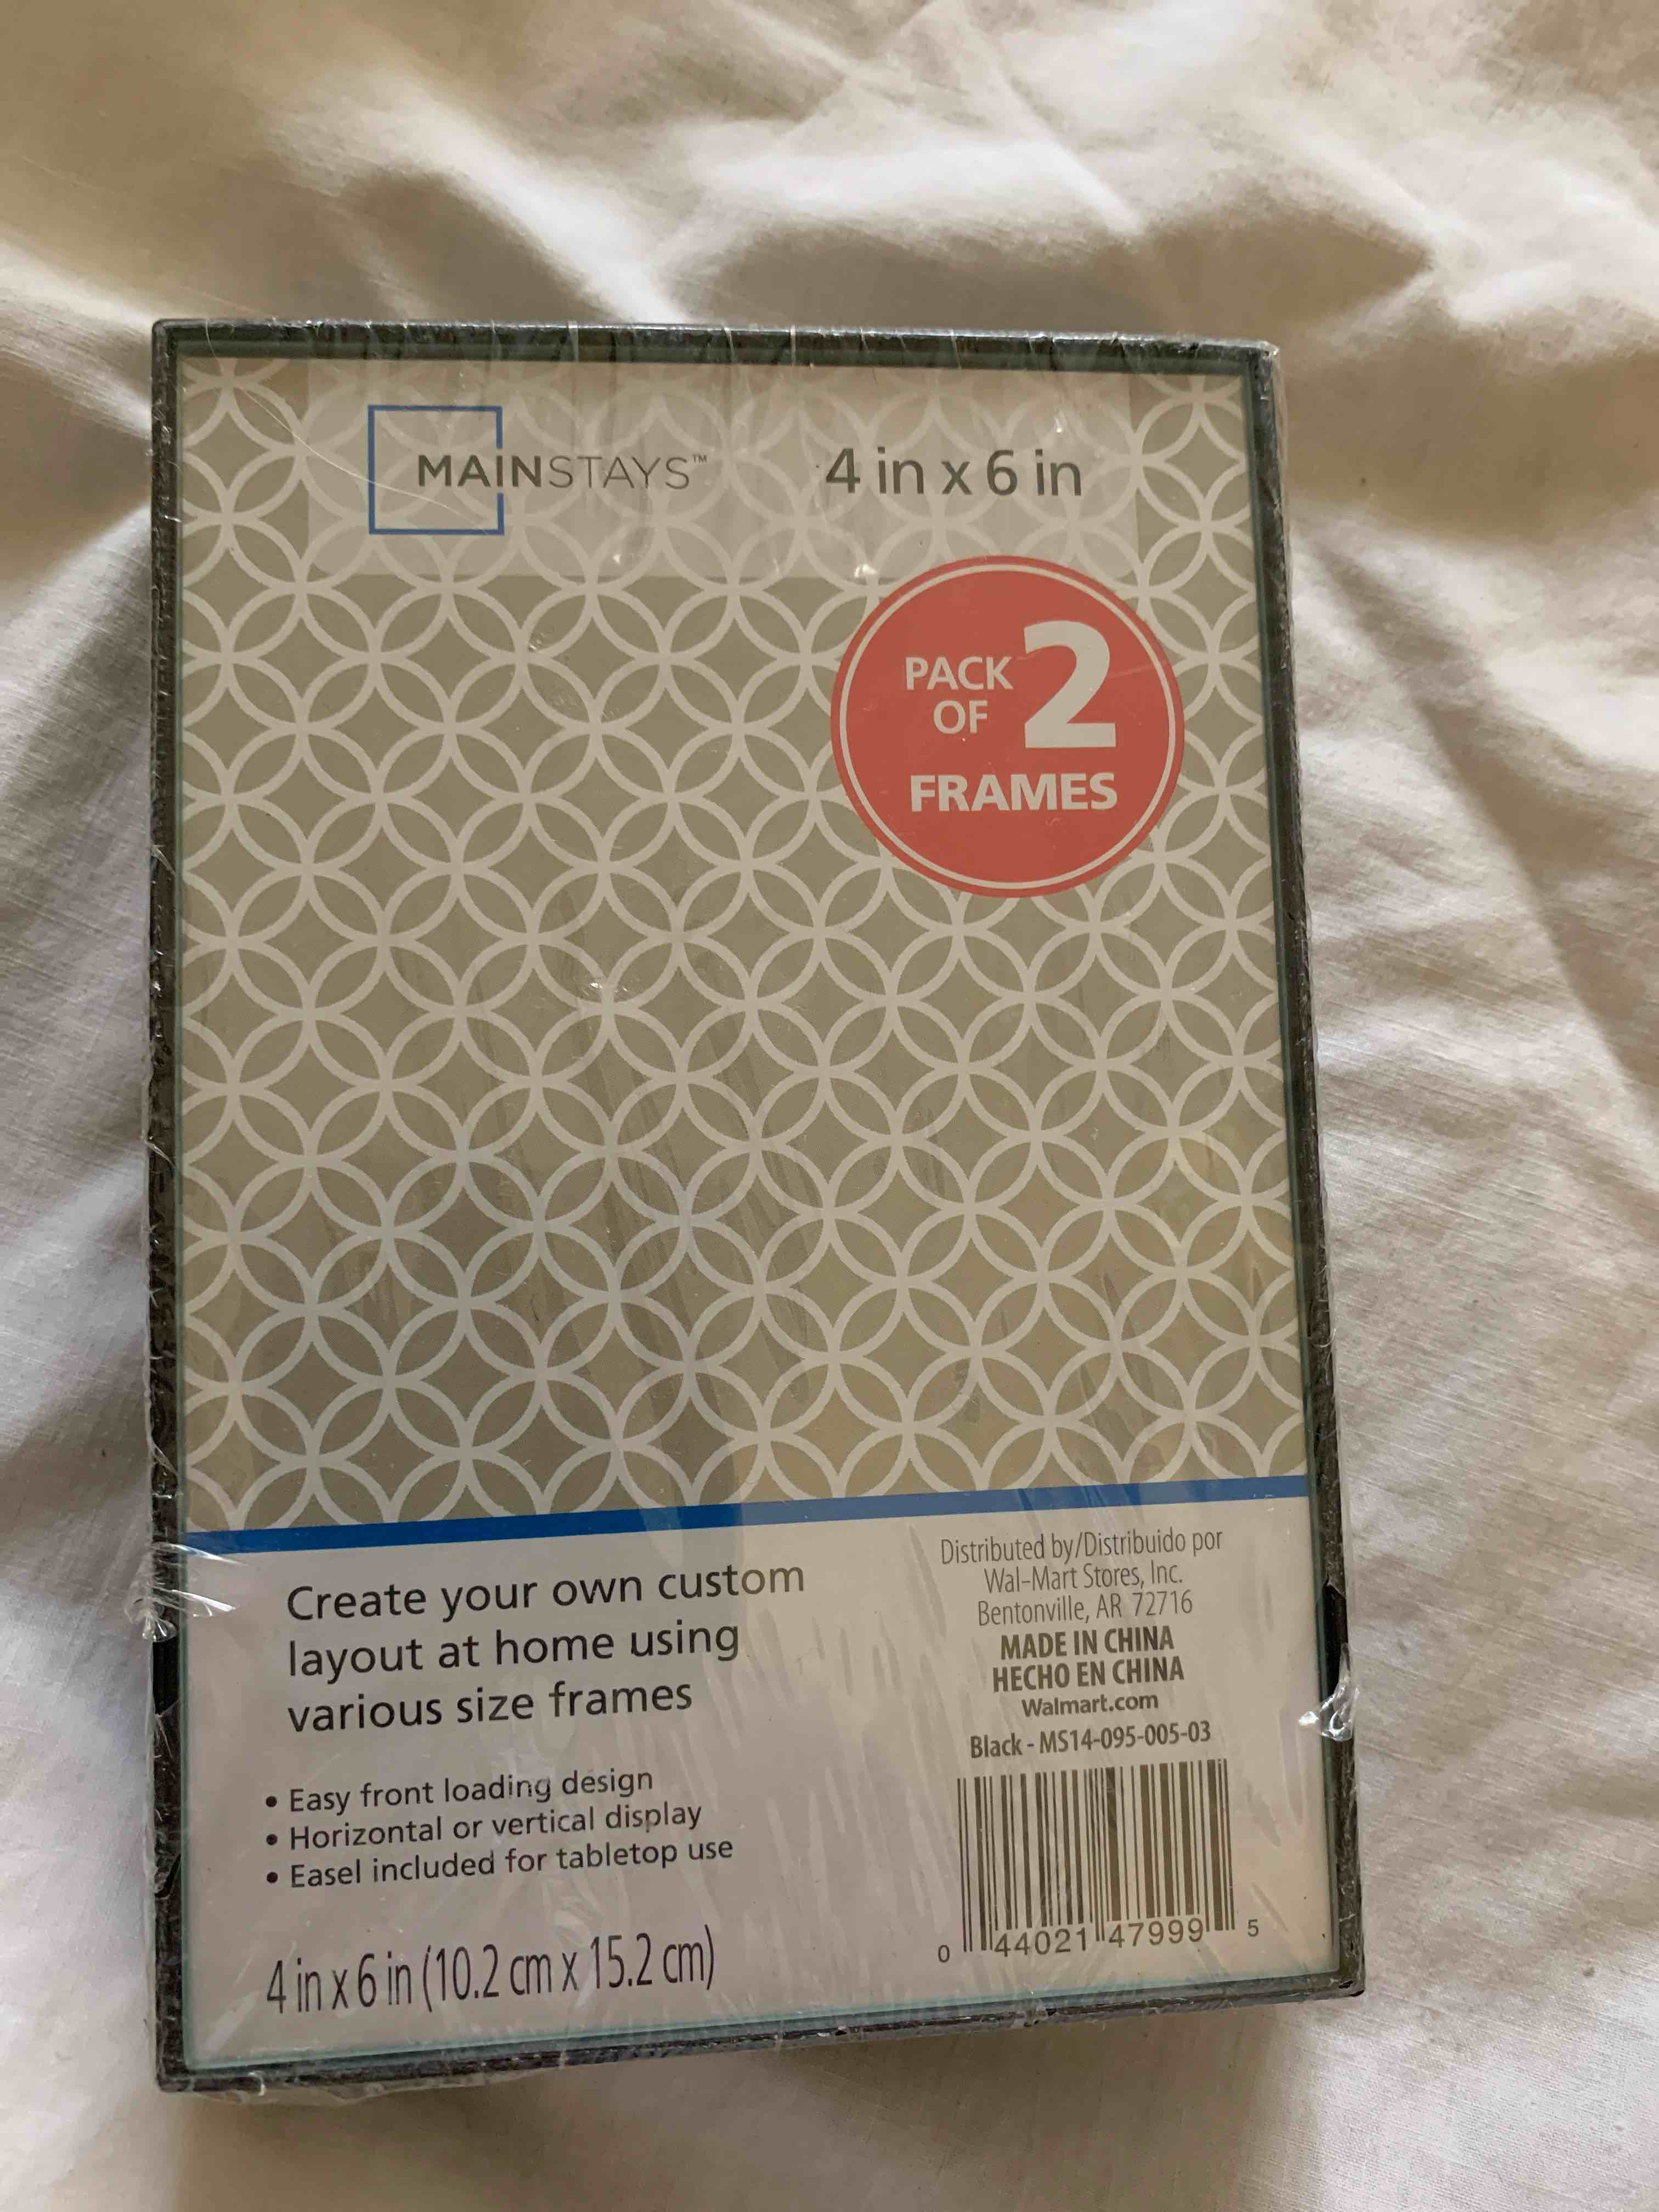 MAINSTAYS™ 4 in x 6 in
PACK
OF 2
FRAMES
Create your own custom
layout at home using
various size frames
• Easy front loading design
• Horizontal or vertical display
• Easel included for tabletop use
4 in x 6 in (10.2 cm x 15.2 cm)
Distributed by/Distribuido por
Wal-Mart Stores, Inc.
Bentonville, AR 72716
MADE IN CHINA
HECHO EN CHINA
Walmart.com
Black - MS14-095-005-03
0 44021 47999 5